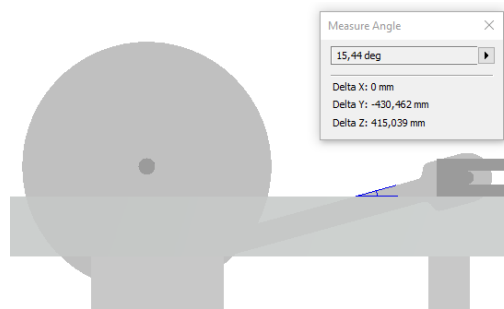 Measure Angle
15,44 deg
Delta X: 0 mm
Delta Y: -430,462 mm
Delta Z: 415,039 mm